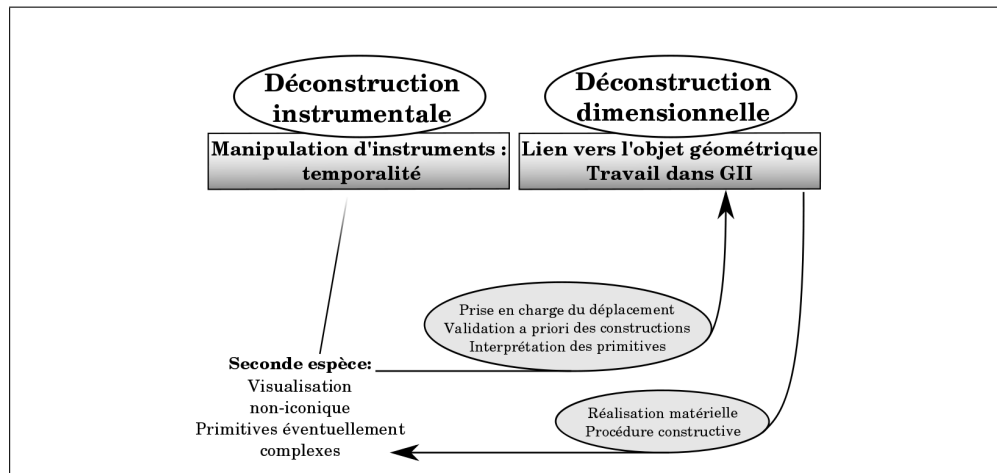 Déconstruction
instrumentale
Manipulation d'instruments :
temporalité
Déconstruction
dimensionnelle
Lien vers l'objet géométrique
Travail dans GII
Prise en charge du déplacement
Validation a priori des constructions
Interprétation des primitives
Seconde espèce:
Visualisation
non-iconique
Primitives éventuellement
complexes
Réalisation matérielle
Procédure constructive